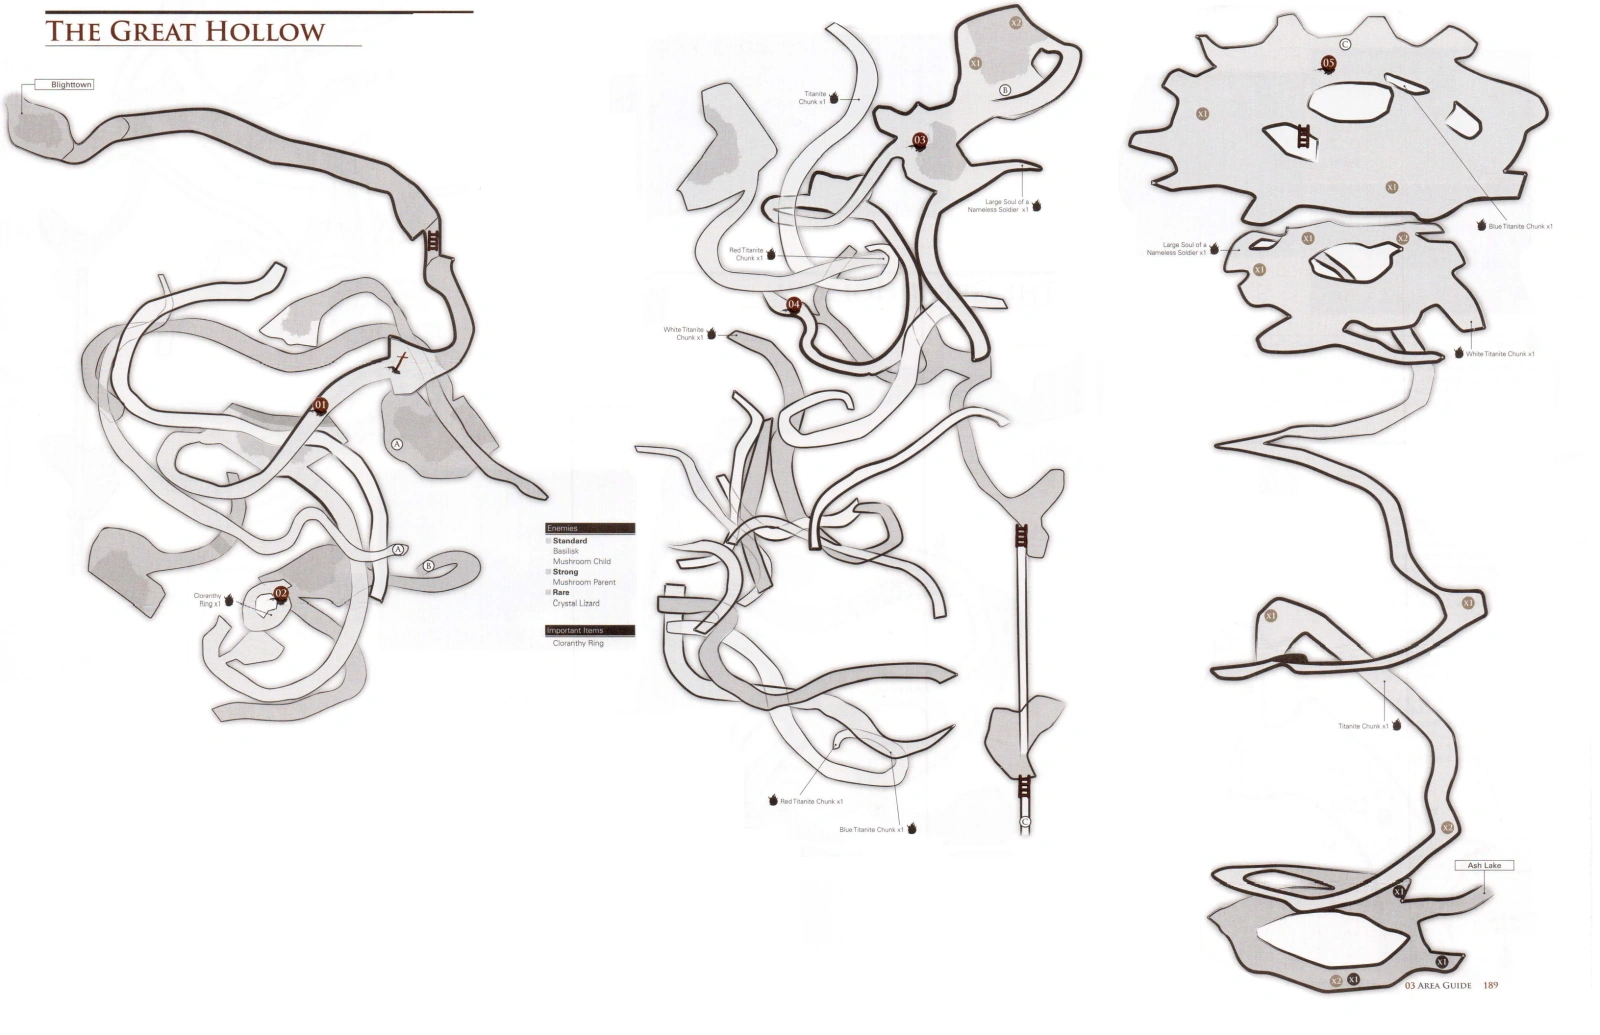 THE GREAT HOLLOW
Blighttown
01
A
A
B
Cloranthy
Ring x1
02
Enemies
Standard
Basilisk
Mushroom Child
Strong
Mushroom Parent
Rare
Crystal Lizard
Important Items
Cloranthy Ring
x2
x1
B
Titanite
Chunk x1
03
Large Soul of a
Nameless Soldier x1
Red Titanite
Chunk x1
04
White Titanite
Chunk x1
Red Titanite Chunk x1
Blue Titanite Chunk x1
C
C
05
x1
x1
Blue Titanite Chunk x1
Large Soul of a
Nameless Soldier x1
x1
x2
x1
White Titanite Chunk x1
x1
x1
Titanite Chunk x1
x2
Ash Lake
x1
x1
x2
x1
03 AREA GUIDE 189